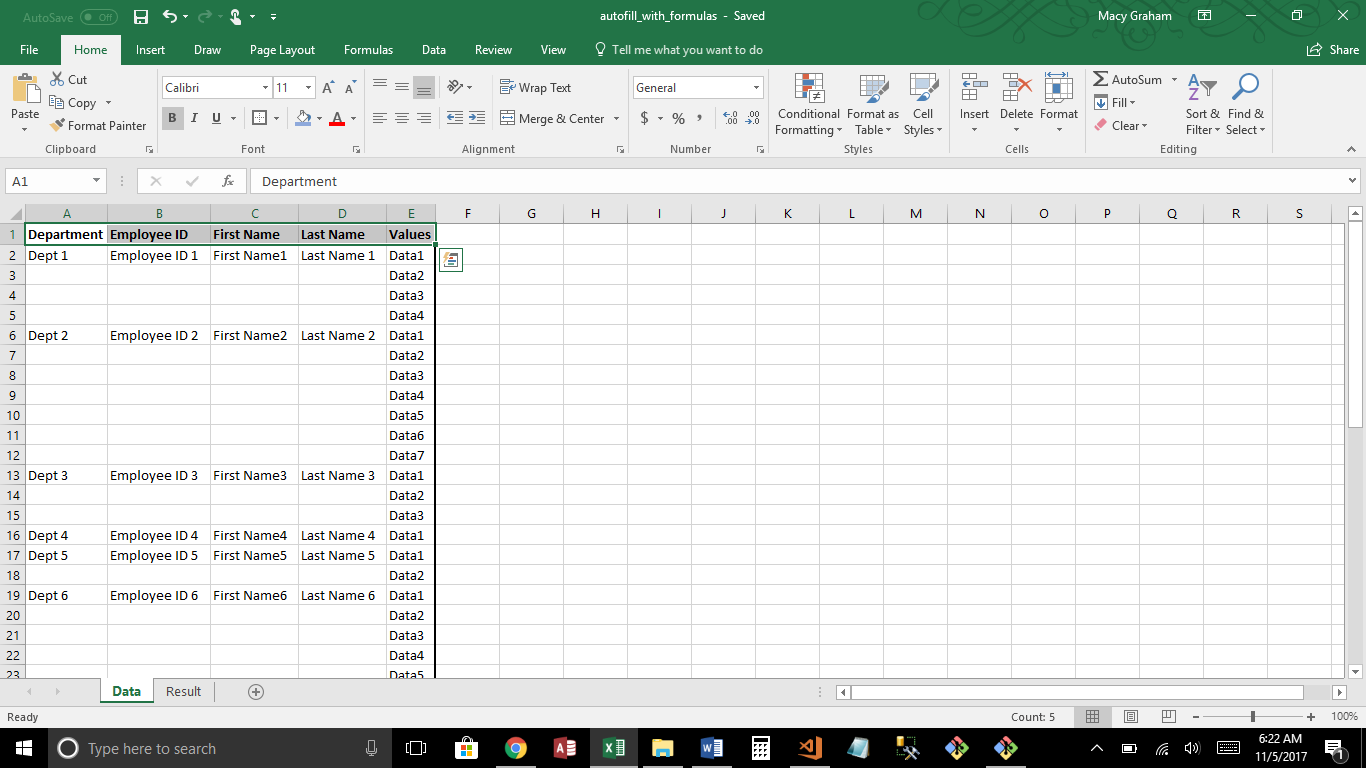 AutoSave Off autofill_with_formulas - Saved Macy Graham
File Home Insert Draw Page Layout Formulas Data Review View Tell me what you want to do Share
Paste
Cut
Copy
Format Painter
Clipboard
Calibri 11
B I U
Font
Wrap Text
Merge & Center
Alignment
General
$ % ,
Number
Conditional Formatting
Format as Table
Cell Styles
Styles
Insert Delete Format
Cells
AutoSum
Fill
Clear
Sort & Filter
Find & Select
Editing
A1 fx Department
A B C D E F G H I J K L M N O P Q R S
1 Department Employee ID First Name Last Name Values
2 Dept 1 Employee ID 1 First Name1 Last Name 1 Data1
3 Data2
4 Data3
5 Data4
6 Dept 2 Employee ID 2 First Name2 Last Name 2 Data1
7 Data2
8 Data3
9 Data4
10 Data5
11 Data6
12 Data7
13 Dept 3 Employee ID 3 First Name3 Last Name 3 Data1
14 Data2
15 Data3
16 Dept 4 Employee ID 4 First Name4 Last Name 4 Data1
17 Dept 5 Employee ID 5 First Name5 Last Name 5 Data1
18 Data2
19 Dept 6 Employee ID 6 First Name6 Last Name 6 Data1
20 Data2
21 Data3
22 Data4
23 Data5
Data Result
Ready Count: 5 100%
Type here to search 6:22 AM
11/5/2017